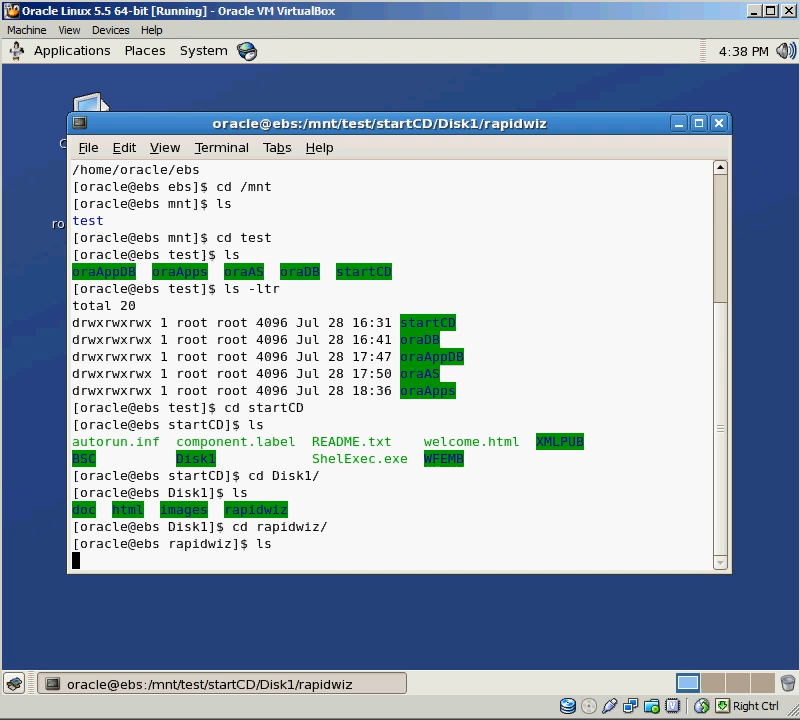 Oracle Linux 5.5 64-bit [Running] - Oracle VM VirtualBox
Machine View Devices Help
Applications Places System 4:38 PM
oracle@ebs:/mnt/test/startCD/Disk1/rapidwiz
File Edit View Terminal Tabs Help
/home/oracle/ebs
[oracle@ebs ebs]$ cd /mnt
[oracle@ebs mnt]$ ls
test
[oracle@ebs mnt]$ cd test
[oracle@ebs test]$ ls
oraAppDB oraApps oraAS oraDB startCD
[oracle@ebs test]$ ls -ltr
total 20
drwxrwxrwx 1 root root 4096 Jul 28 16:31 startCD
drwxrwxrwx 1 root root 4096 Jul 28 16:41 oraDB
drwxrwxrwx 1 root root 4096 Jul 28 17:47 oraAppDB
drwxrwxrwx 1 root root 4096 Jul 28 17:50 oraAS
drwxrwxrwx 1 root root 4096 Jul 28 18:36 oraApps
[oracle@ebs test]$ cd startCD
[oracle@ebs startCD]$ ls
autorun.inf component.label README.txt welcome.html XMLPUB
BSC Disk1 ShelExec.exe WFEMB
[oracle@ebs startCD]$ cd Disk1/
[oracle@ebs Disk1]$ ls
doc html images rapidwiz
[oracle@ebs Disk1]$ cd rapidwiz/
[oracle@ebs rapidwiz]$ ls
oracle@ebs:/mnt/test/startCD/Disk1/rapidwiz
Right Ctrl